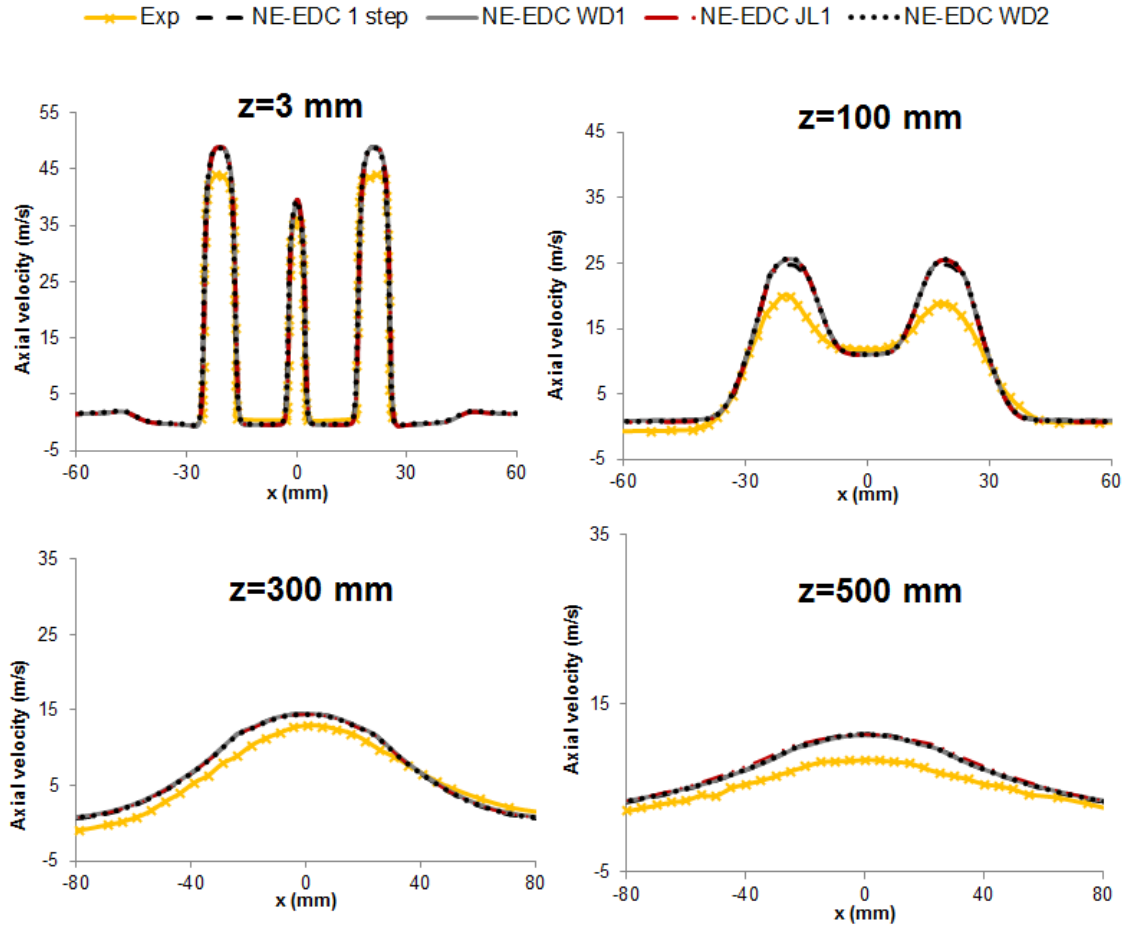 Exp NE-EDC 1 step NE-EDC WD1 NE-EDC JL1 NE-EDC WD2
z=3 mm
Axial velocity (m/s)
55
45
35
25
15
5
-5
-60 -30 0 30 60
x (mm)
z=100 mm
Axial velocity (m/s)
45
35
25
15
5
-5
-60 -30 0 30 60
x (mm)
z=300 mm
Axial velocity (m/s)
35
25
15
5
-5
-80 -40 0 40 80
x (mm)
z=500 mm
Axial velocity (m/s)
35
15
-5
-80 -40 0 40 80
x (mm)